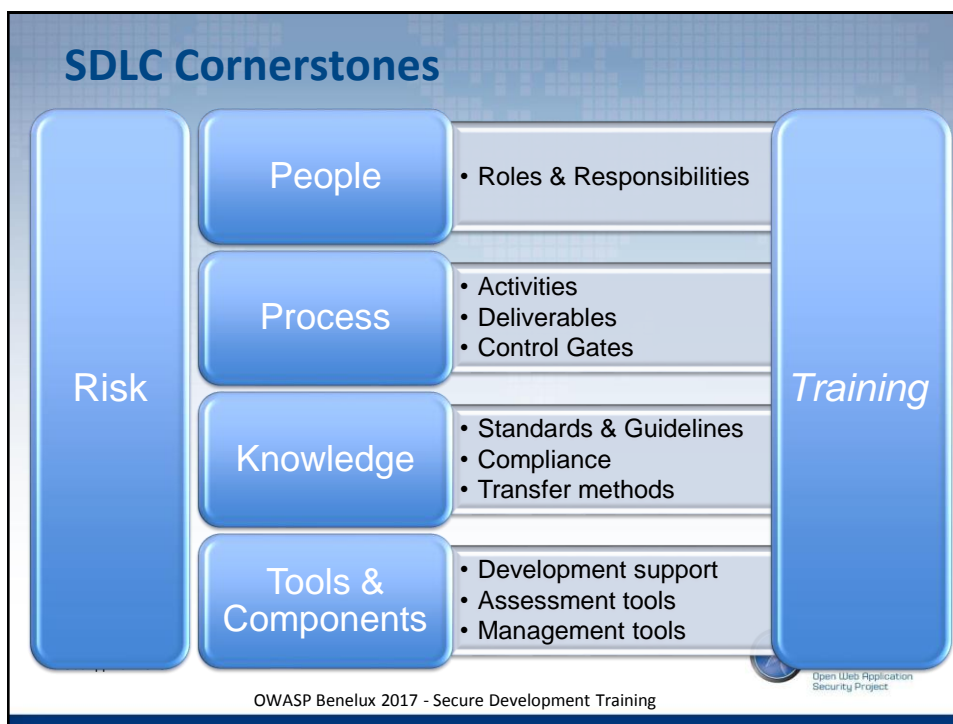 SDLC Cornerstones
Risk
People
• Roles & Responsibilities
Process
• Activities
• Deliverables
• Control Gates
Knowledge
• Standards & Guidelines
• Compliance
• Transfer methods
Tools &
Components
• Development support
• Assessment tools
• Management tools
Training
Open Web Application
Security Project
OWASP Benelux 2017 - Secure Development Training